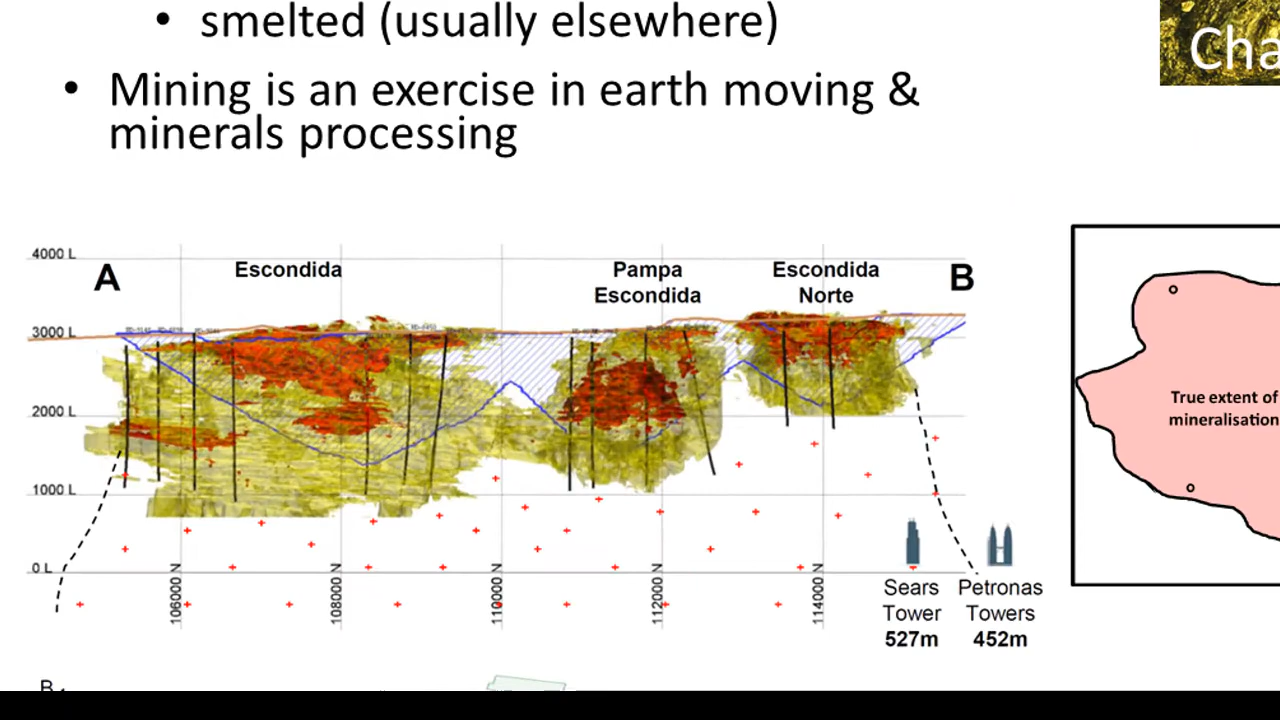 • smelted (usually elsewhere)
Cha
• Mining is an exercise in earth moving &
minerals processing
4000 L
A
Escondida
Pampa
Escondida
Escondida
Norte
B
3000 L
2000 L
1000 L
0 L
106000 N
108000 N
110000 N
112000 N
114000 N
Sears
Tower
527m
Petronas
Towers
452m
True extent of
mineralisation
B